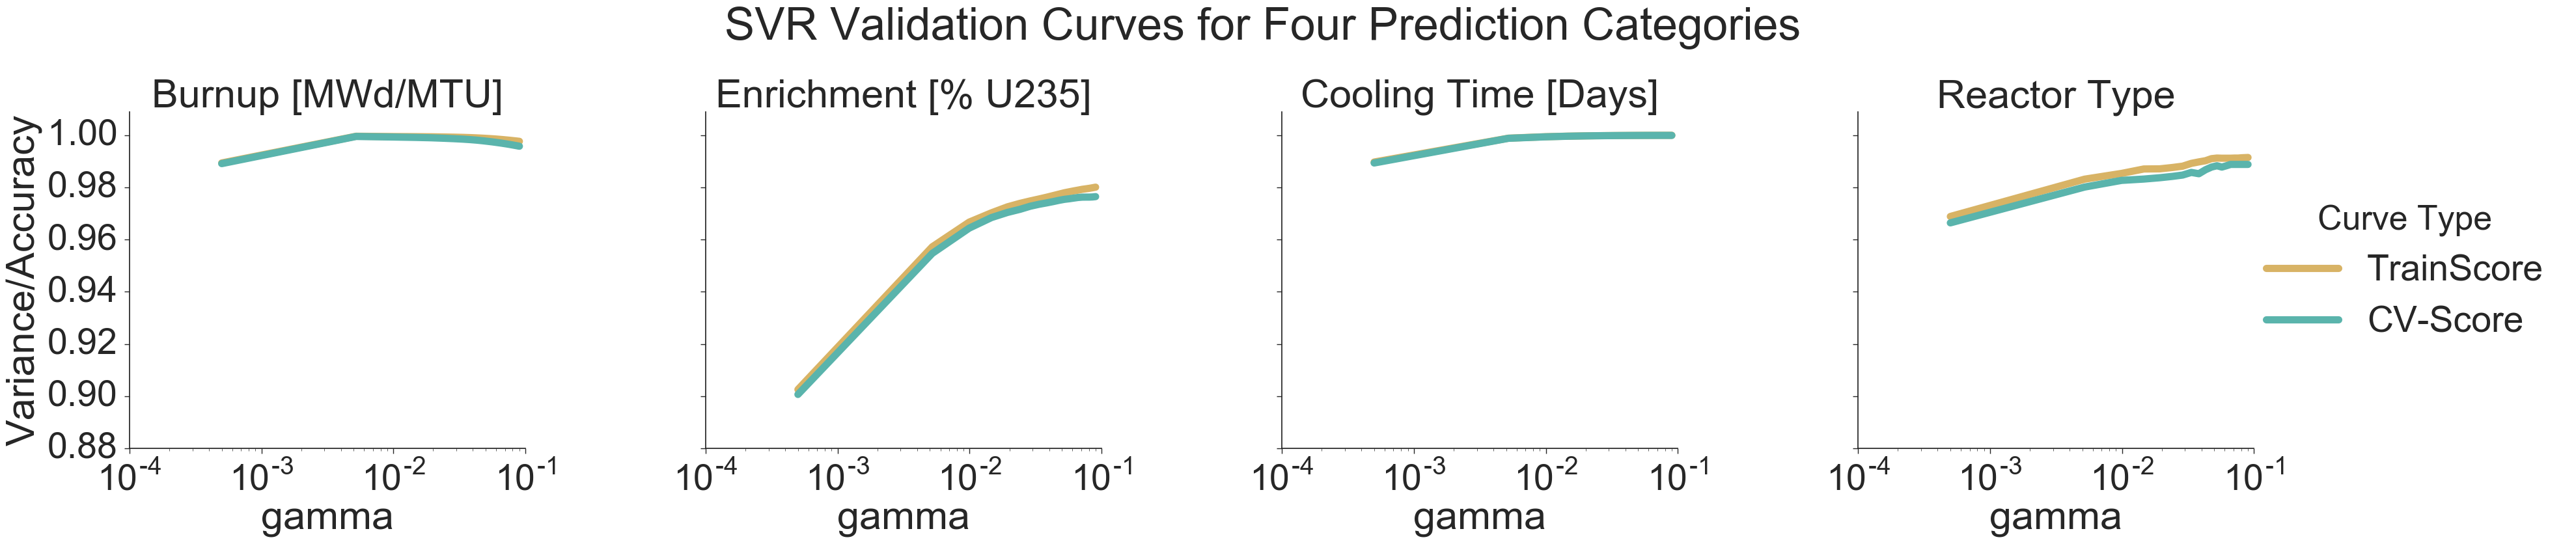 SVR Validation Curves for Four Prediction Categories
Burnup [MWd/MTU]
Enrichment [% U235]
Cooling Time [Days]
Reactor Type
Variance/Accuracy
1.00
0.98
0.96
0.94
0.92
0.90
0.88
10^-4 10^-3 10^-2 10^-1
gamma
10^-4 10^-3 10^-2 10^-1
gamma
10^-4 10^-3 10^-2 10^-1
gamma
10^-4 10^-3 10^-2 10^-1
gamma
Curve Type
TrainScore
CV-Score